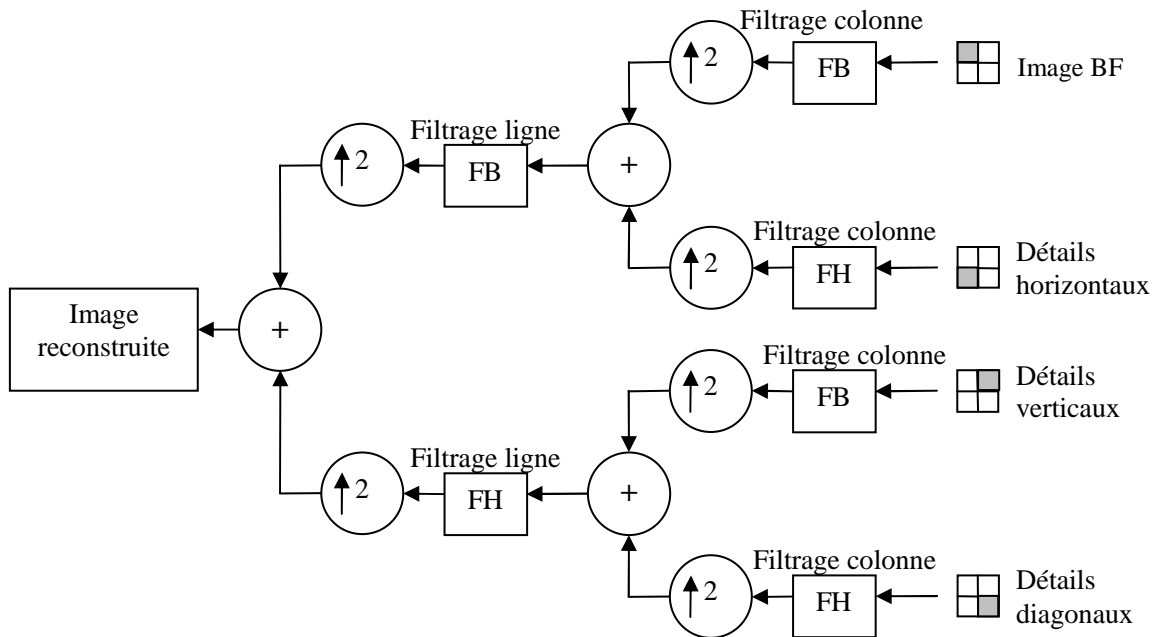 Filtrage colonne
↑ 2
FB
Image BF
Filtrage ligne
↑ 2
FB
+
Filtrage colonne
↑ 2
FH
Détails
horizontaux
Image
reconstruite
+
Filtrage colonne
↑ 2
FB
Détails
verticaux
Filtrage ligne
↑ 2
FH
+
Filtrage colonne
↑ 2
FH
Détails
diagonaux